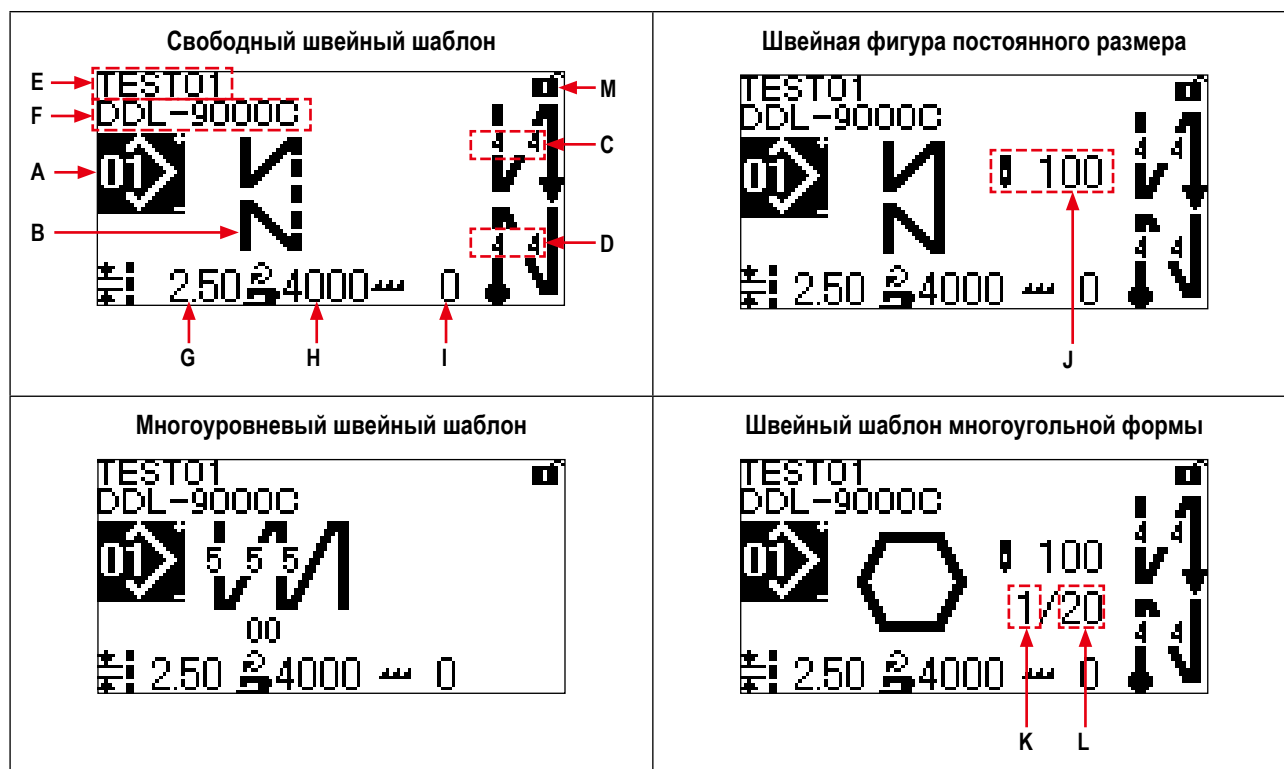 Свободный швейный шаблон
E
TEST01
M
F
DDL-9000C
4 4
C
A
01
B
4 4
D
2.50 4000 0
G
H
I
Швейная фигура постоянного размера
TEST01
DDL-9000C
4 4
01
100
4 4
2.50 4000 0
J
Многоуровневый швейный шаблон
TEST01
DDL-9000C
01
5 5 5
00
2.50 4000 0
Швейный шаблон многоугольной формы
TEST01
DDL-9000C
4 4
01
100
1/20
4 4
2.50 4000 0
K
L